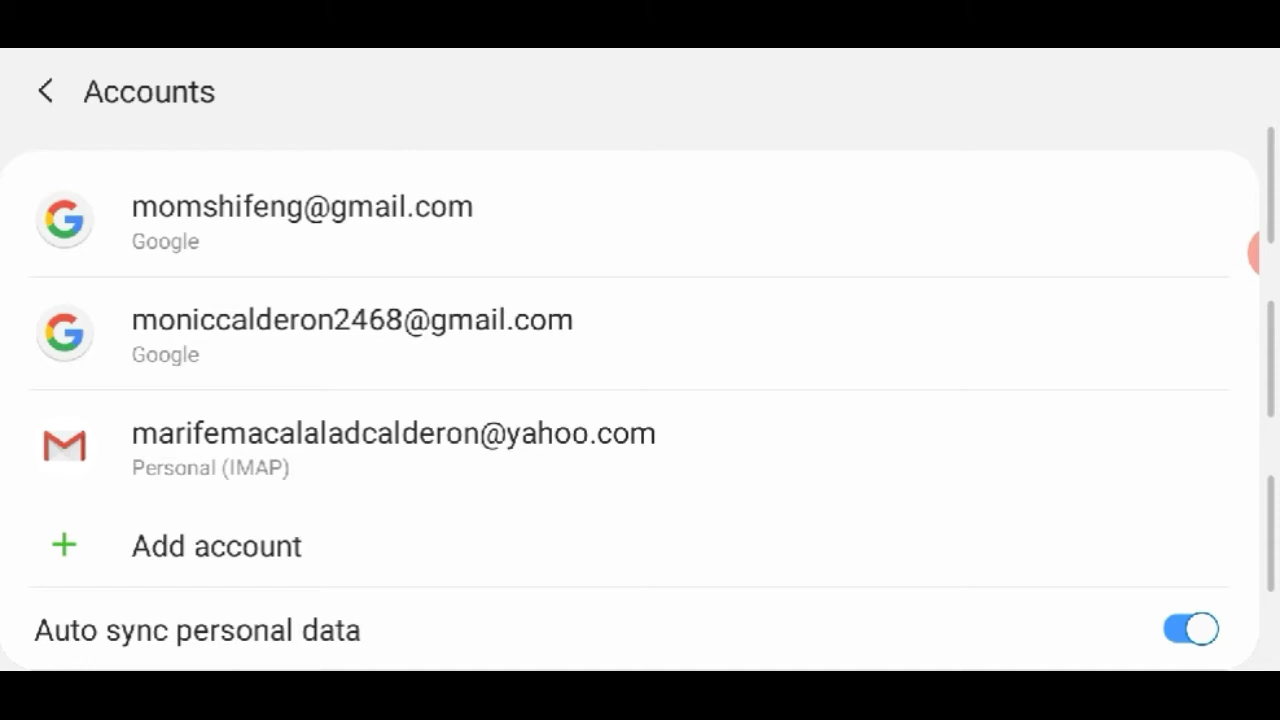 Accounts
momshifeng@gmail.com
Google
moniccalderon2468@gmail.com
Google
marifemacalaladcalderon@yahoo.com
Personal (IMAP)
Add account
Auto sync personal data